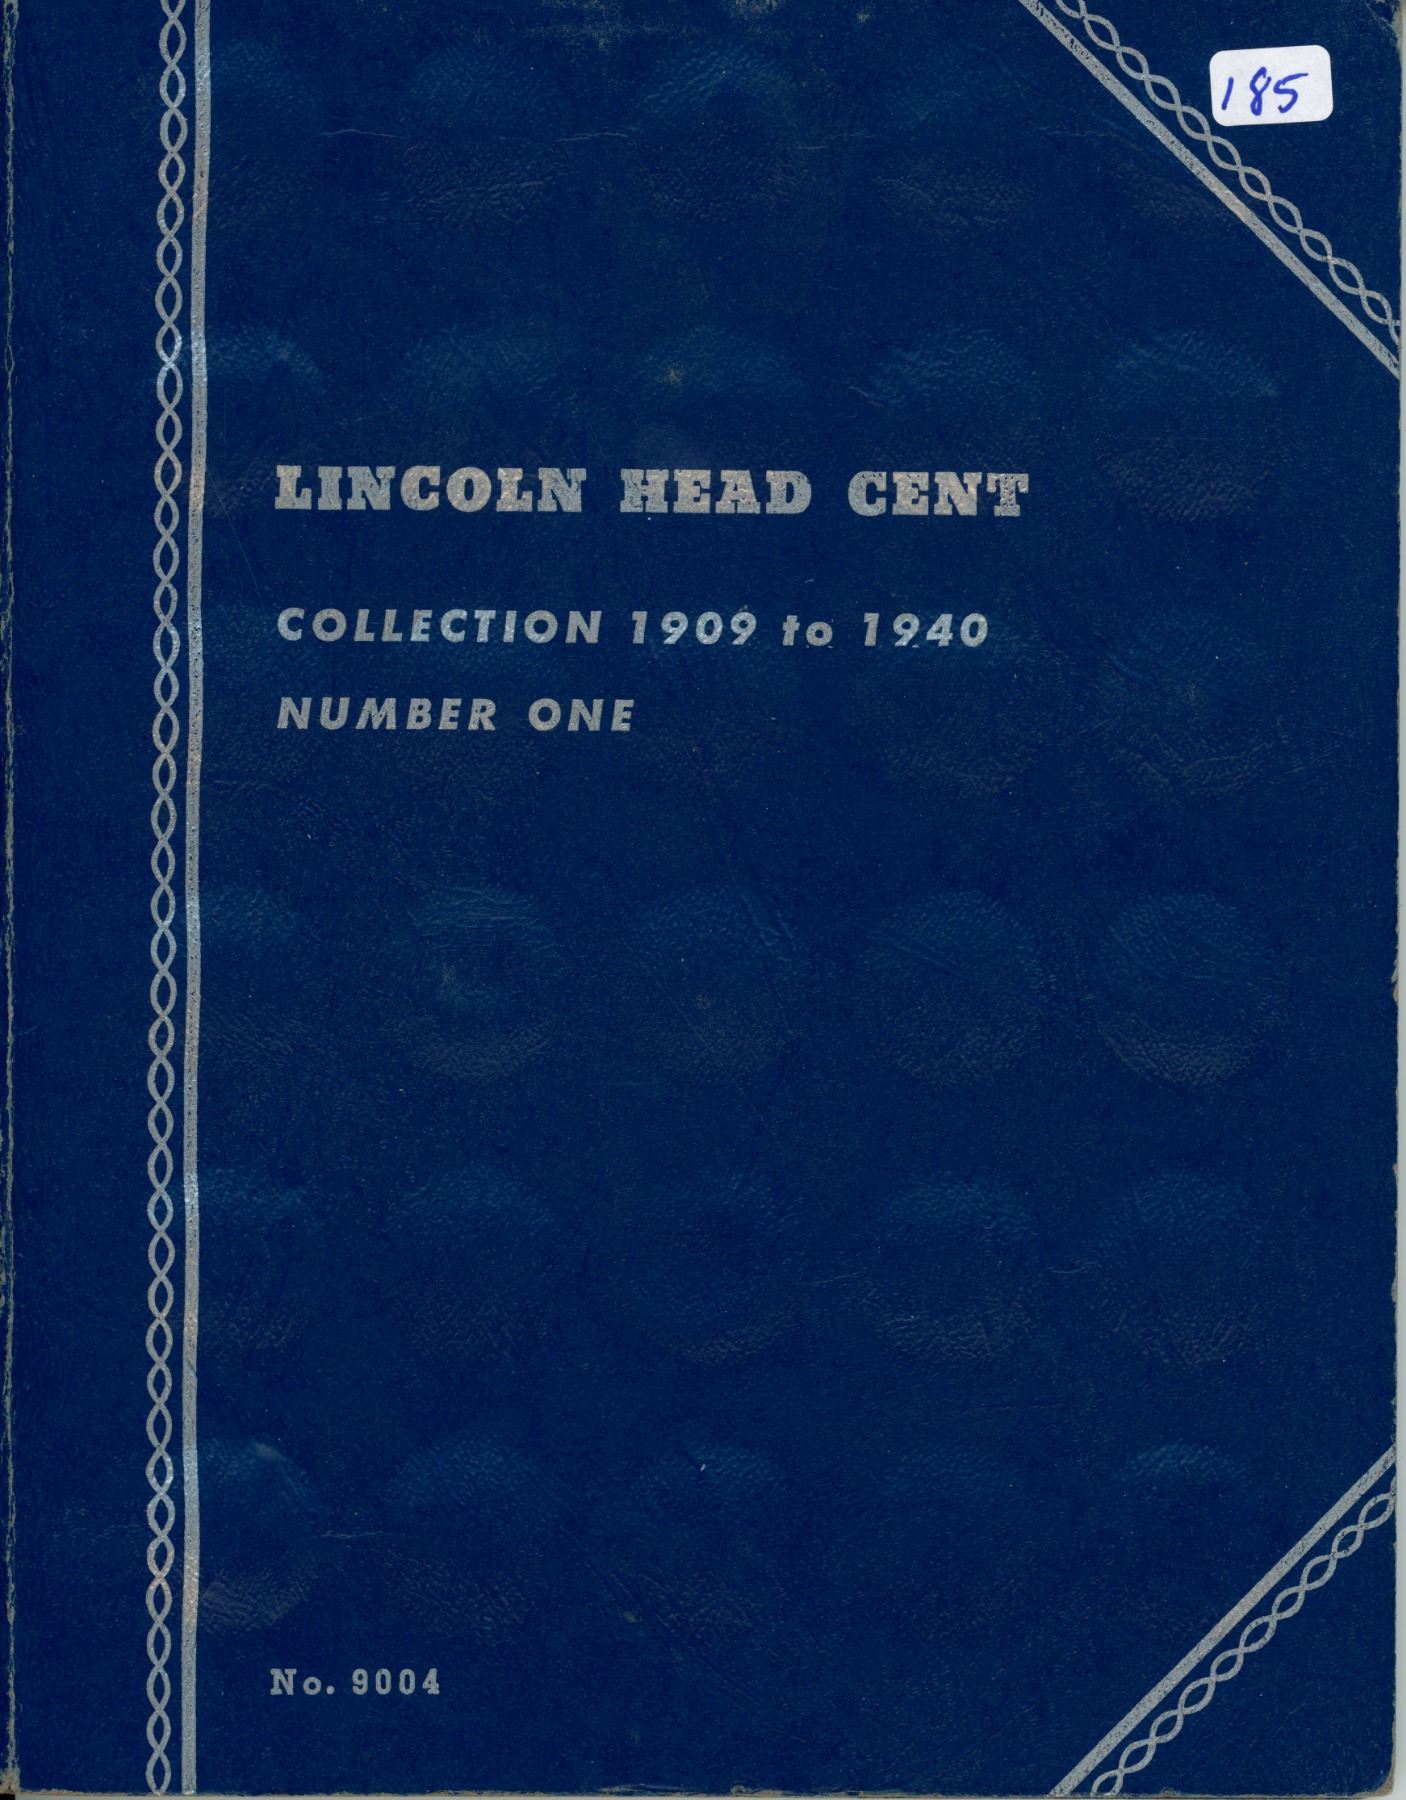 185
LINCOLN HEAD CENT
COLLECTION 1909 to 1940
NUMBER ONE
No. 9004